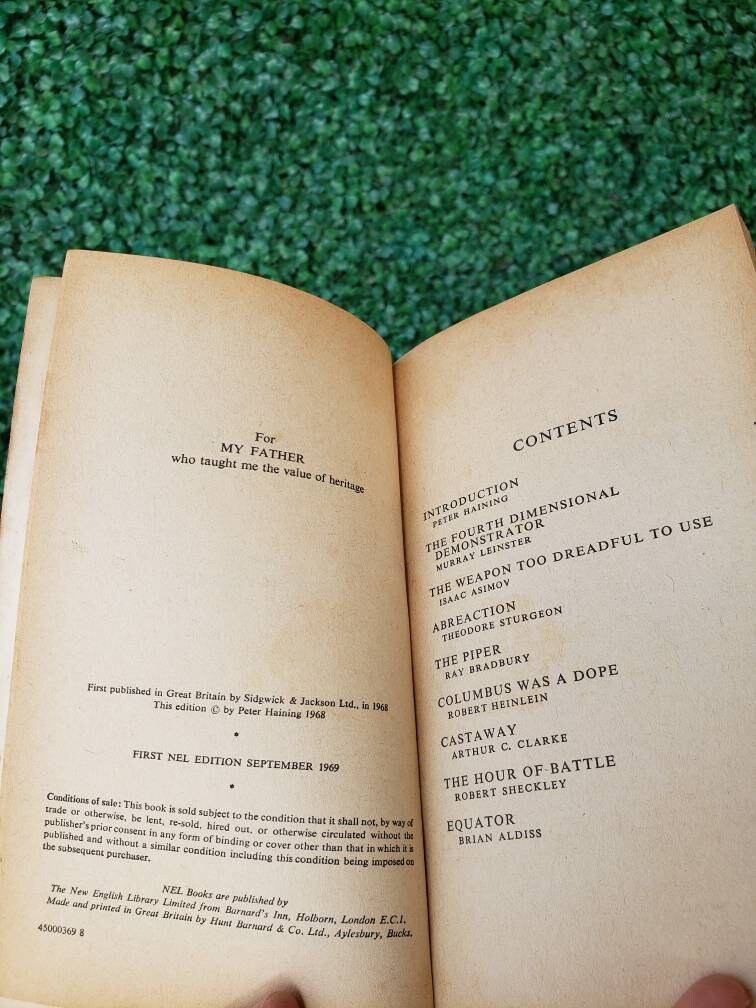 For
MY FATHER
who taught me the value of heritage
First published in Great Britain by Sidgwick & Jackson Ltd., in 1968
This edition © by Peter Haining 1968
*
FIRST NEL EDITION SEPTEMBER 1969
*
Conditions of sale: This book is sold subject to the condition that it shall not, by way of
trade or otherwise, be lent, re-sold, hired out, or otherwise circulated without the
publisher's prior consent in any form of binding or cover other than that in which it is
published and without a similar condition including this condition being imposed on
the subsequent purchaser.
NEL Books are published by
The New English Library Limited from Barnard's Inn, Holborn, London E.C.1.
Made and printed in Great Britain by Hunt Barnard & Co. Ltd., Aylesbury, Bucks.
45000369 8
CONTENTS
INTRODUCTION
PETER HAINING
THE FOURTH DIMENSIONAL
DEMONSTRATOR
MURRAY LEINSTER
THE WEAPON TOO DREADFUL TO USE
ISAAC ASIMOV
ABREACTION
THEODORE STURGEON
THE PIPER
RAY BRADBURY
COLUMBUS WAS A DOPE
ROBERT HEINLEIN
CASTAWAY
ARTHUR C. CLARKE
THE HOUR OF BATTLE
ROBERT SHECKLEY
EQUATOR
BRIAN ALDISS